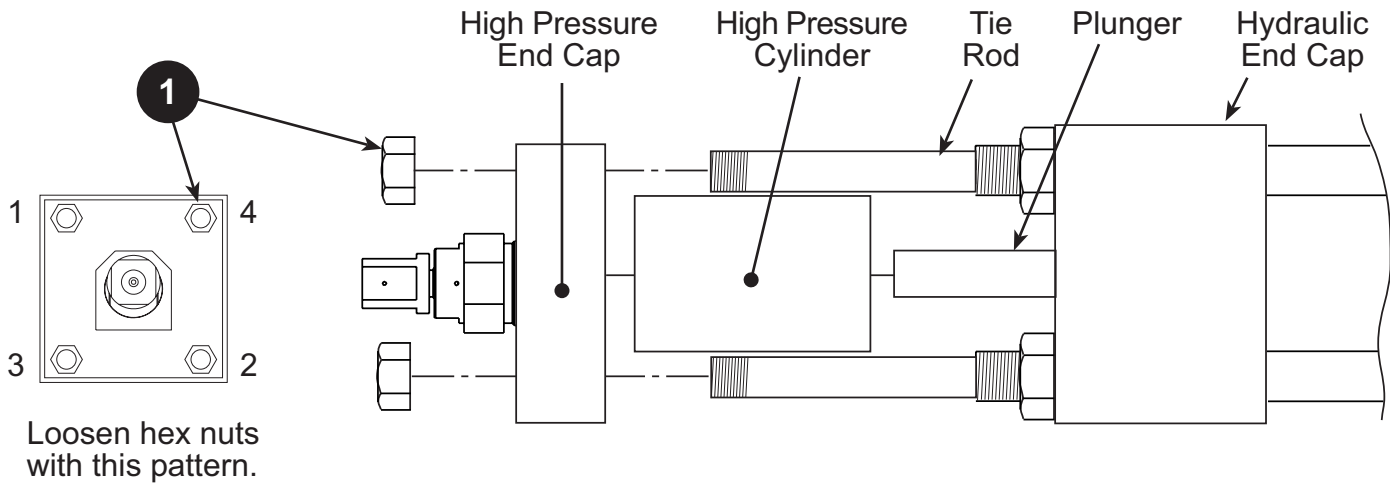 High Pressure
End Cap
High Pressure
Cylinder
Tie
Rod
Plunger
Hydraulic
End Cap
1
1
4
3
2
Loosen hex nuts
with this pattern.